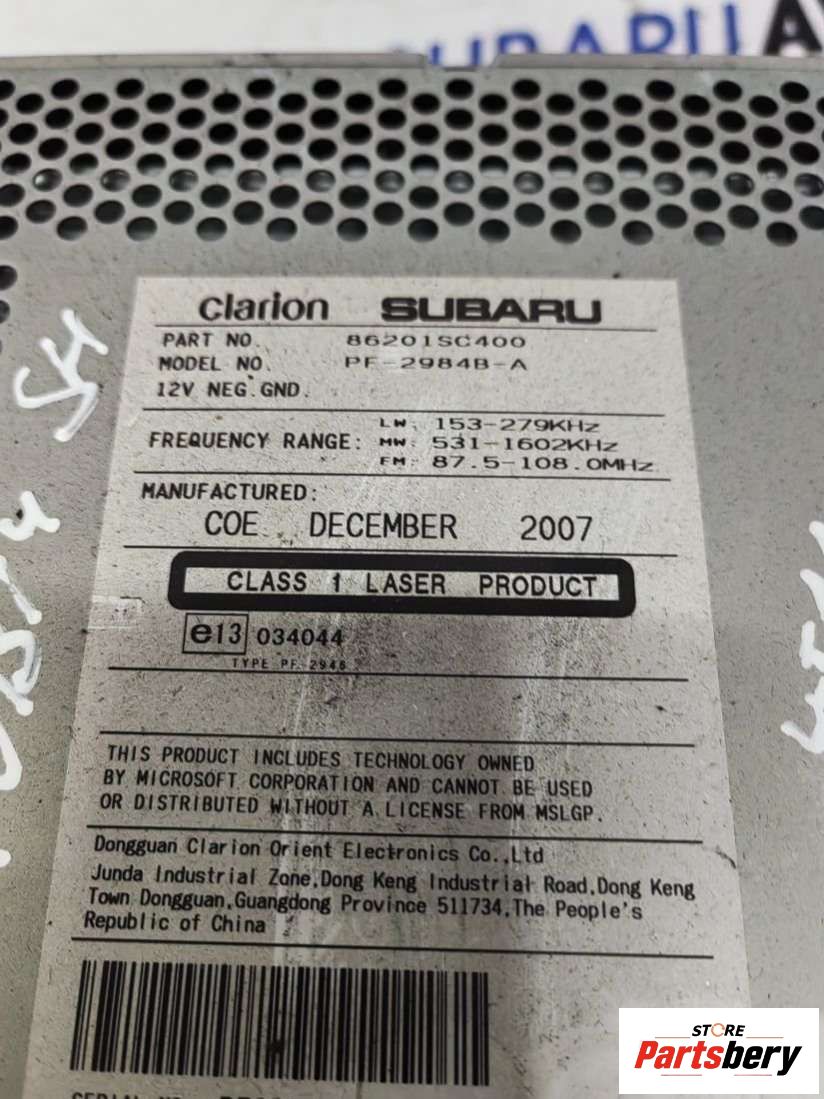 SUBARU A
clarion SUBARU
PART NO. 86201SC400
MODEL NO. PF-2984B-A
12V NEG.GND.
FREQUENCY RANGE: LW: 153-279KHz
MW: 531-1602KHz
FM: 87.5-108.0MHz
MANUFACTURED:
COE DECEMBER 2007
CLASS 1 LASER PRODUCT
e13 034044
TYPE PF-2948
THIS PRODUCT INCLUDES TECHNOLOGY OWNED
BY MICROSOFT CORPORATION AND CANNOT BE USED
OR DISTRIBUTED WITHOUT A LICENSE FROM MSLGP.
Dongguan Clarion Orient Electronics Co.,Ltd
Junda Industrial Zone,Dong Keng Industrial Road,Dong Keng
Town Dongguan,Guangdong Province 511734,The People's
Republic of China
SH
STORE
Partsbery